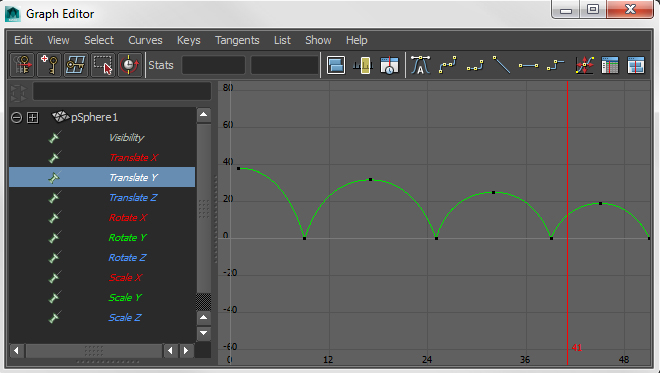 Graph Editor
Edit View Select Curves Keys Tangents List Show Help
Stats
pSphere1
Visibility
Translate X
Translate Y
Translate Z
Rotate X
Rotate Y
Rotate Z
Scale X
Scale Y
Scale Z
80
60
40
20
0
-20
-40
-60
0 12 24 36 41 48